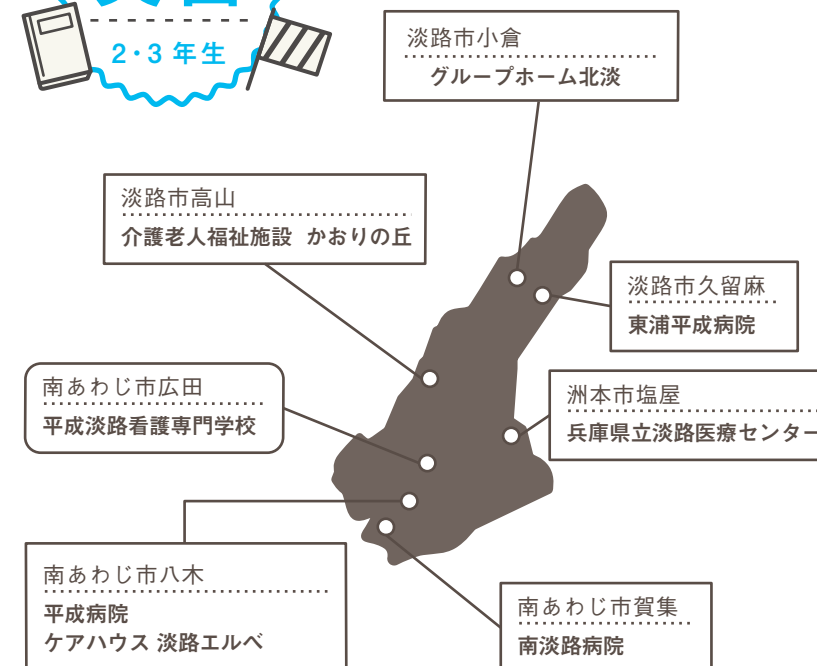 2・3 年生
淡路市小倉
グループホーム北淡
淡路市高山
介護老人福祉施設 かおりの丘
淡路市久留麻
東浦平成病院
南あわじ市広田
平成淡路看護専門学校
洲本市塩屋
兵庫県立淡路医療センター
南あわじ市八木
平成病院
ケアハウス 淡路エルベ
南あわじ市賀集
南淡路病院